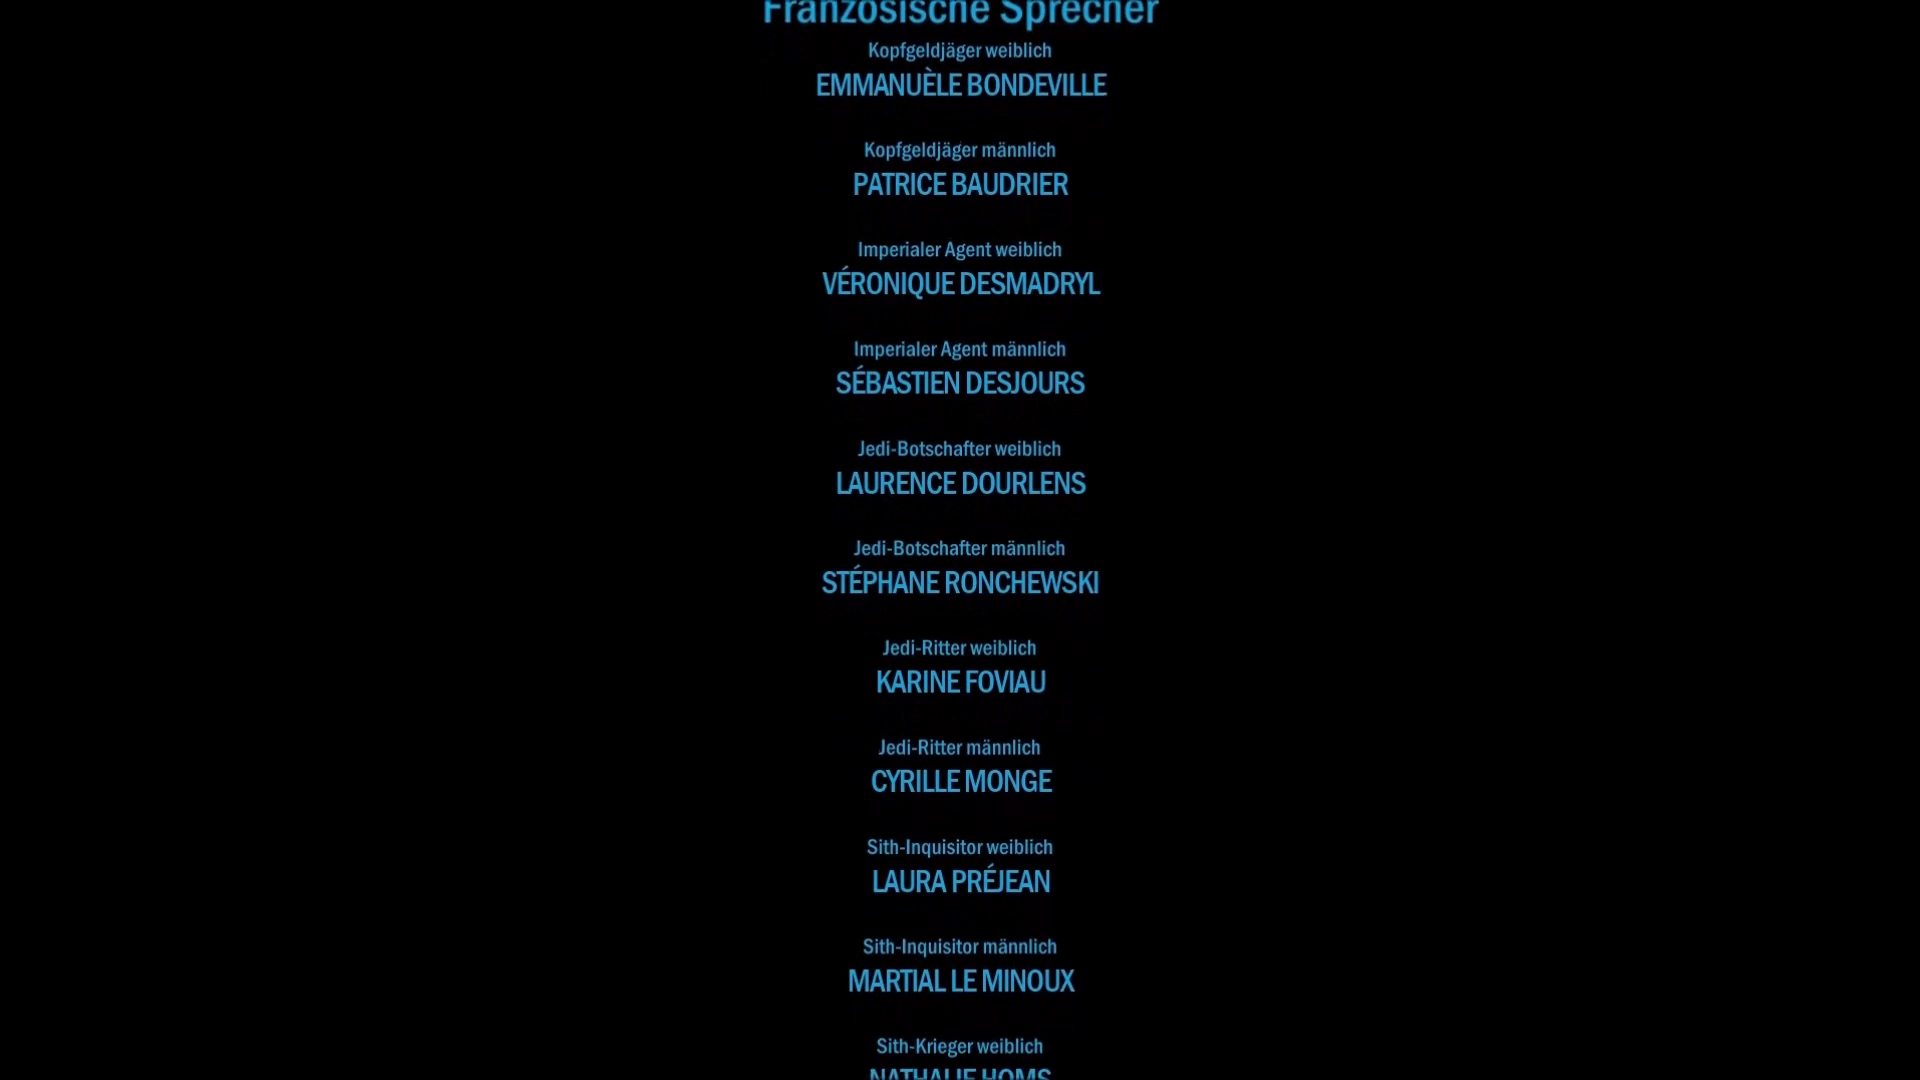 Französische Sprecher
Kopfgeldjäger weiblich
EMMANUÈLE BONDEVILLE
Kopfgeldjäger männlich
PATRICE BAUDRIER
Imperialer Agent weiblich
VÉRONIQUE DESMADRYL
Imperialer Agent männlich
SÉBASTIEN DESJOURS
Jedi-Botschafter weiblich
LAURENCE DOURLENS
Jedi-Botschafter männlich
STÉPHANE RONCHEWSKI
Jedi-Ritter weiblich
KARINE FOVIAU
Jedi-Ritter männlich
CYRILLE MONGE
Sith-Inquisitor weiblich
LAURA PRÉJEAN
Sith-Inquisitor männlich
MARTIAL LE MINOUX
Sith-Krieger weiblich
NATHALIE HOMS